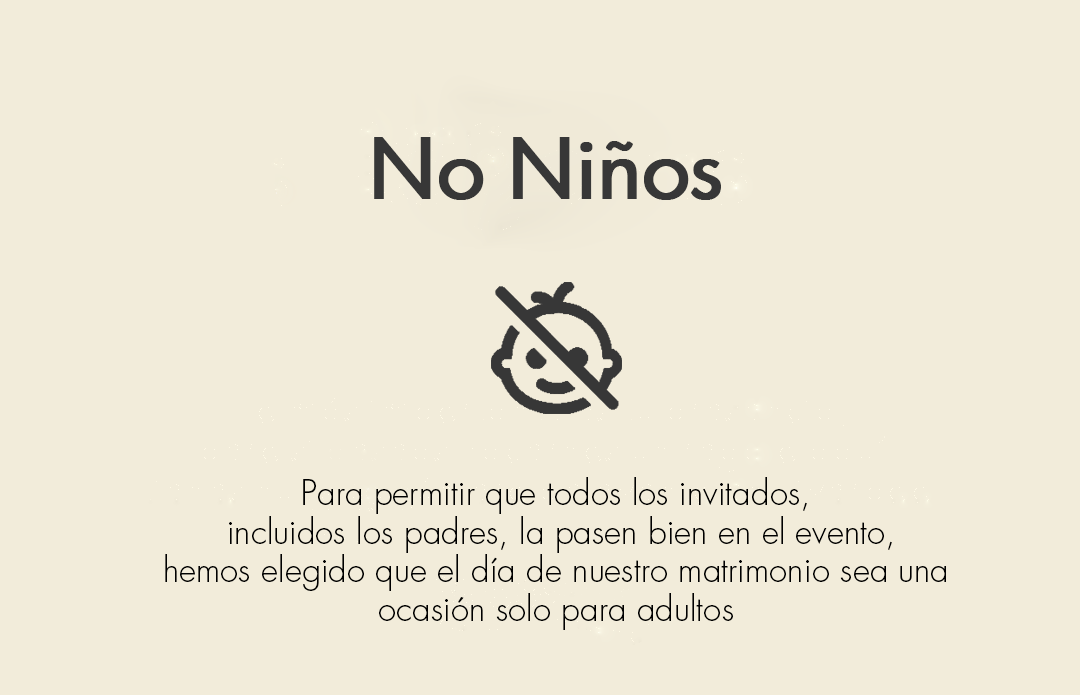 No Niños
Para permitir que todos los invitados,
incluidos los padres, la pasen bien en el evento,
hemos elegido que el día de nuestro matrimonio sea una
ocasión solo para adultos